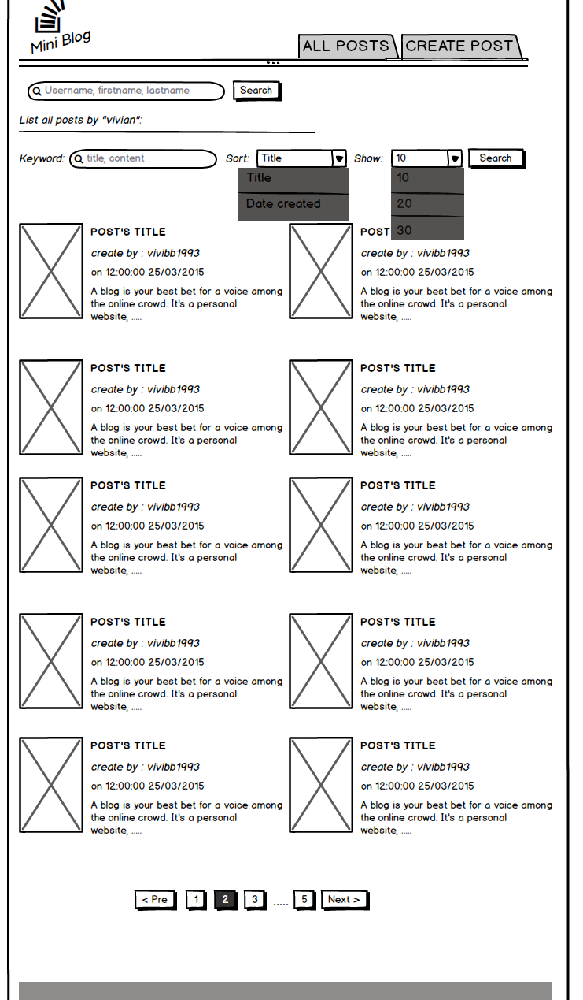 Mini Blog
ALL POSTS CREATE POST
Username, firstname, lastname Search
List all posts by "vivian":
Keyword: title, content Sort: Title Show: 10 Search
Title 10
Date created 20
30
POST'S TITLE POST
create by : vivibb1993 create by : vivibb1993
on 12:00:00 25/03/2015 on 12:00:00 25/03/2015
A blog is your best bet for a voice among A blog is your best bet for a voice among
the online crowd. It's a personal the online crowd. It's a personal
website, ..... website, .....
POST'S TITLE POST'S TITLE
create by : vivibb1993 create by : vivibb1993
on 12:00:00 25/03/2015 on 12:00:00 25/03/2015
A blog is your best bet for a voice among A blog is your best bet for a voice among
the online crowd. It's a personal the online crowd. It's a personal
website, ..... website, .....
POST'S TITLE POST'S TITLE
create by : vivibb1993 create by : vivibb1993
on 12:00:00 25/03/2015 on 12:00:00 25/03/2015
A blog is your best bet for a voice among A blog is your best bet for a voice among
the online crowd. It's a personal the online crowd. It's a personal
website, ..... website, .....
POST'S TITLE POST'S TITLE
create by : vivibb1993 create by : vivibb1993
on 12:00:00 25/03/2015 on 12:00:00 25/03/2015
A blog is your best bet for a voice among A blog is your best bet for a voice among
the online crowd. It's a personal the online crowd. It's a personal
website, ..... website, .....
POST'S TITLE POST'S TITLE
create by : vivibb1993 create by : vivibb1993
on 12:00:00 25/03/2015 on 12:00:00 25/03/2015
A blog is your best bet for a voice among A blog is your best bet for a voice among
the online crowd. It's a personal the online crowd. It's a personal
website, ..... website, .....
< Pre 1 2 3 ..... 5 Next >